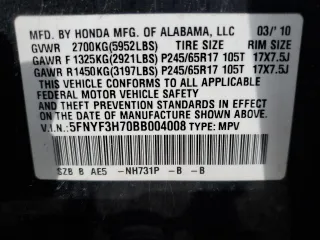 MFD. BY HONDA MFG. OF ALABAMA, LLC 03/'10
GVWR 2700KG(5952LBS) TIRE SIZE RIM SIZE
GAWR F 1325KG(2921LBS) P245/65R17 105T 17X7.5J
GAWR R1450KG(3197LBS) P245/65R17 105T 17X7.5J
THIS VEHICLE CONFORMS TO ALL APPLICABLE
FEDERAL MOTOR VEHICLE SAFETY STANDARDS IN
EFFECT ON THE DATE OF MANUFACTURE SHOWN ABOVE.
5FNYF3H70BB004008 TYPE: MPV
SZB B AE5 -NH731P -B -B